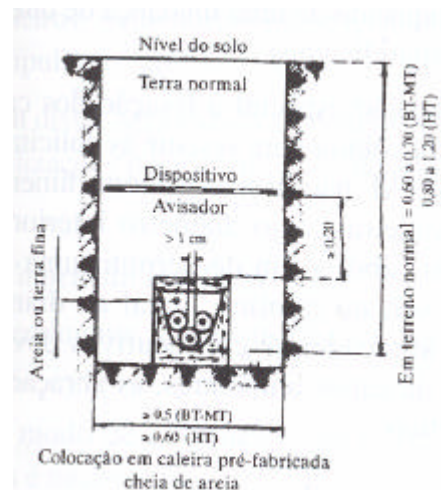 Nível do solo
Terra normal
Dispositivo
Avisador
> 1 cm
≥ 0,20
Areia ou terra fina
Em terreno normal = 0,60 a 0,70 (BT-MT)
0,80 a 1,20 (HT)
≥ 0.5 (BT-MT)
≥ 0,60 (HT)
Colocação em caleira pré-fabricada
cheia de areia